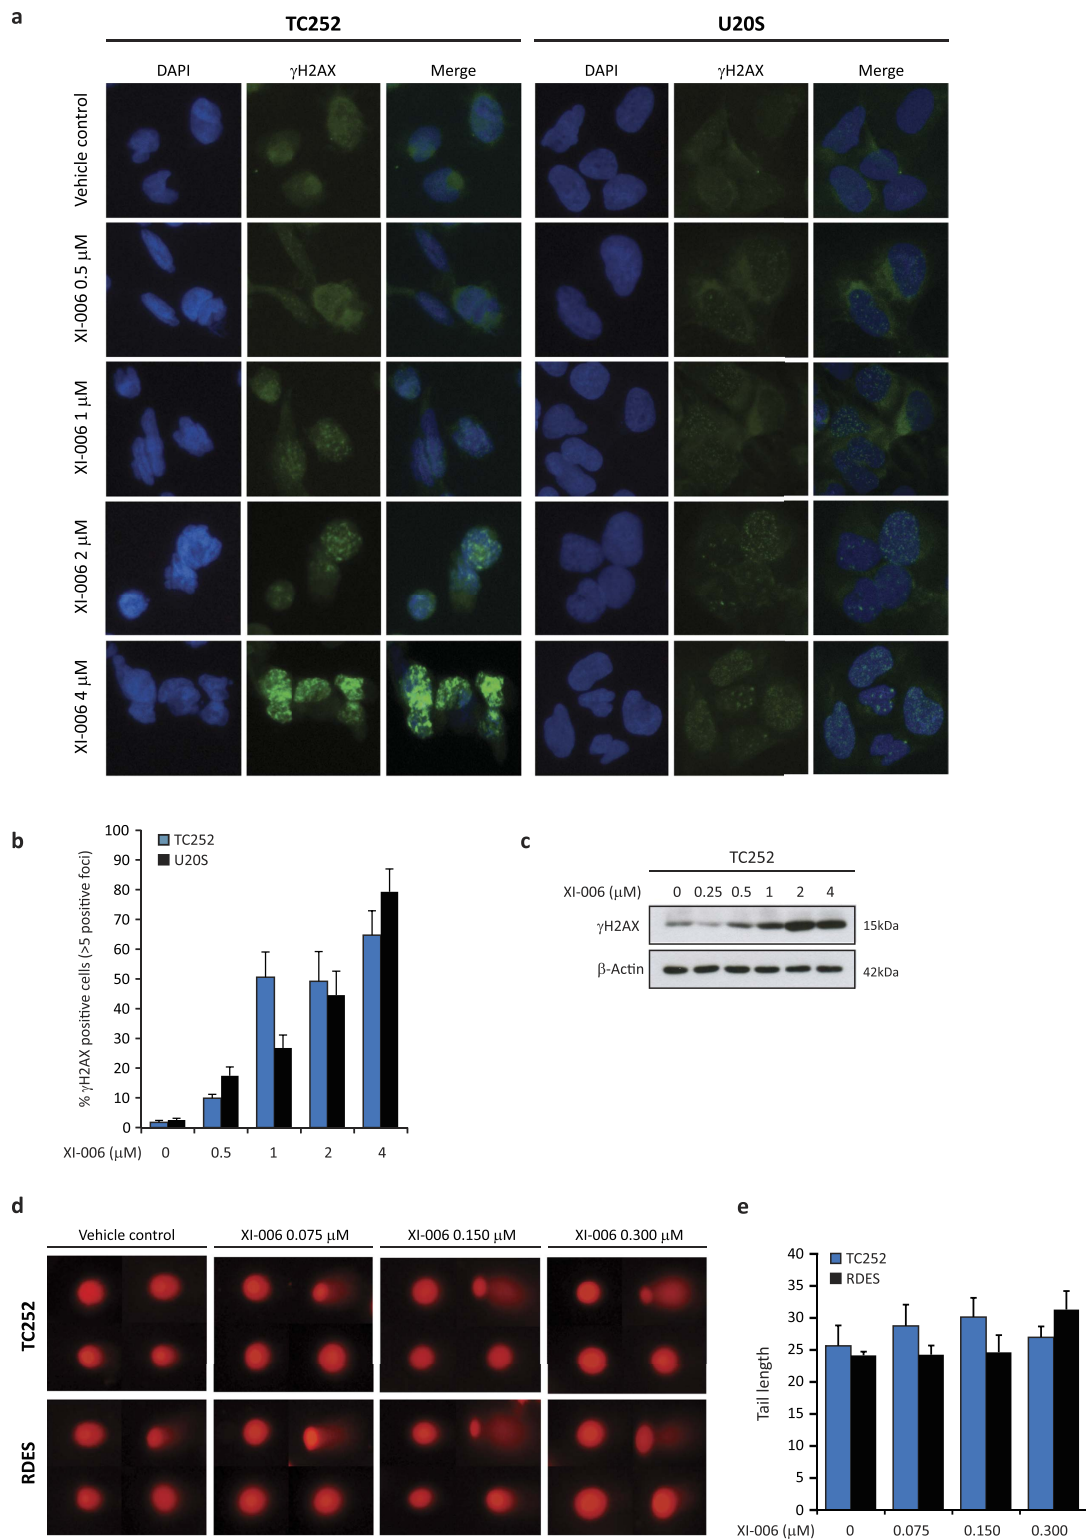 a
TC252
U20S
DAPI γH2AX Merge DAPI γH2AX Merge
Vehicle control
XI-006 0.5 µM
XI-006 1 µM
XI-006 2 µM
XI-006 4 µM
b
% γH2AX positive cells (>5 positive foci)
100
90
80
70
60
50
40
30
20
10
0
TC252
U20S
XI-006 (µM) 0 0.5 1 2 4
c
TC252
XI-006 (µM) 0 0.25 0.5 1 2 4
γH2AX 15kDa
β-Actin 42kDa
d
Vehicle control XI-006 0.075 µM XI-006 0.150 µM XI-006 0.300 µM
TC252
RDES
e
Tail length
40
35
30
25
20
15
10
5
0
TC252
RDES
XI-006 (µM) 0 0.075 0.150 0.300